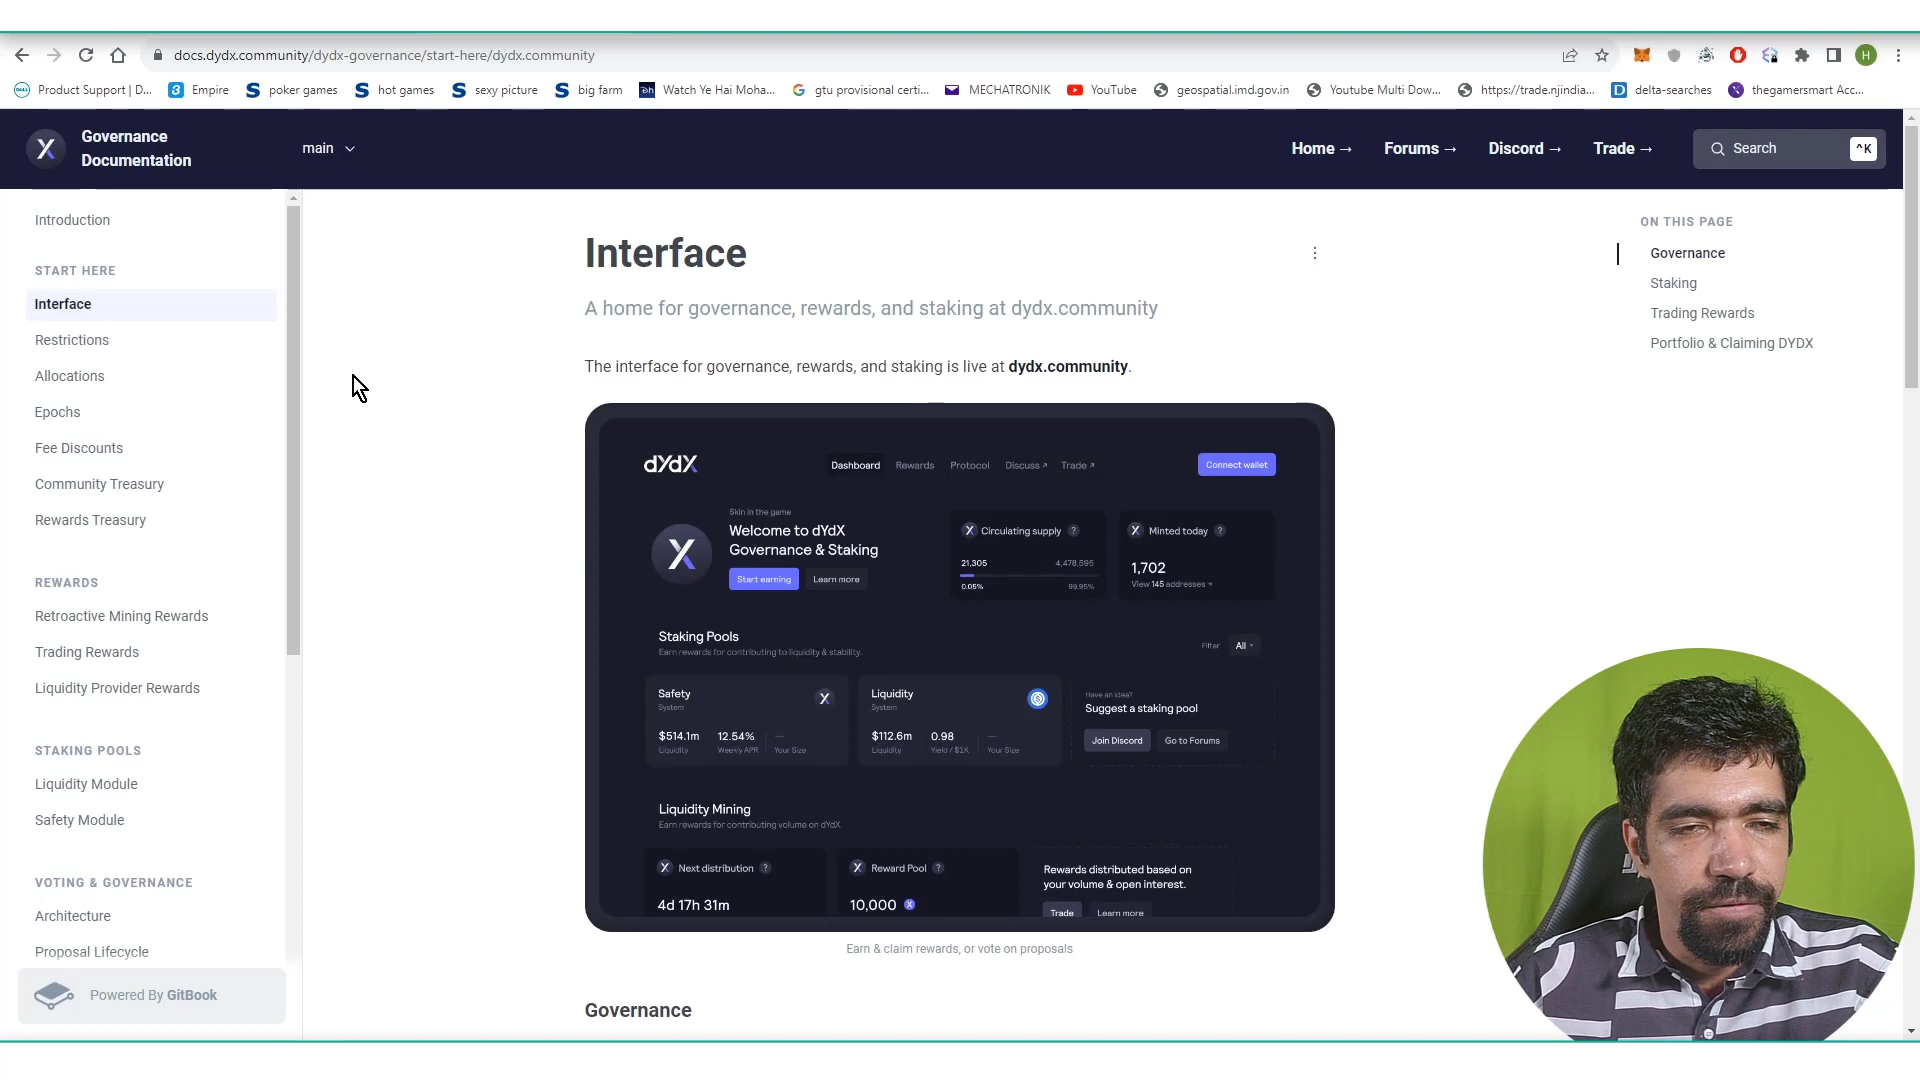 docs.dydx.community/dydx-governance/start-here/dydx.community
H
Product Support | D...
Empire
poker games
hot games
sexy picture
big farm
Watch Ye Hai Moha...
gtu provisional certi...
MECHATRONIK
YouTube
geospatial.imd.gov.in
Youtube Multi Dow...
https://trade.njindia...
delta-searches
thegamersmart Acc...
Governance
Documentation
main
Home →
Forums →
Discord →
Trade →
Search
^K
Introduction
START HERE
Interface
Restrictions
Allocations
Epochs
Fee Discounts
Community Treasury
Rewards Treasury
REWARDS
Retroactive Mining Rewards
Trading Rewards
Liquidity Provider Rewards
STAKING POOLS
Liquidity Module
Safety Module
VOTING & GOVERNANCE
Architecture
Proposal Lifecycle
Powered By GitBook
Interface
A home for governance, rewards, and staking at dydx.community
The interface for governance, rewards, and staking is live at dydx.community.
dYdX
Dashboard
Rewards
Protocol
Discuss ↗
Trade ↗
Connect wallet
Skin in the game
Welcome to dYdX
Governance & Staking
Start earning
Learn more
Circulating supply ?
21,305
4,478,595
0.05%
99.95%
Minted today ?
1,702
View 145 addresses →
Staking Pools
Earn rewards for contributing to liquidity & stability.
Filter
All
Safety
System
$514.1m
12.54%
—
Liquidity
Weekly APR
Your Size
Liquidity
System
$112.6m
0.98
—
Liquidity
Yield / $1K
Your Size
Have an idea?
Suggest a staking pool
Join Discord
Go to Forums
Liquidity Mining
Earn rewards for contributing volume on dYdX.
Next distribution ?
4d 17h 31m
Reward Pool ?
10,000
Rewards distributed based on
your volume & open interest.
Trade
Learn more
Earn & claim rewards, or vote on proposals
Governance
ON THIS PAGE
Governance
Staking
Trading Rewards
Portfolio & Claiming DYDX